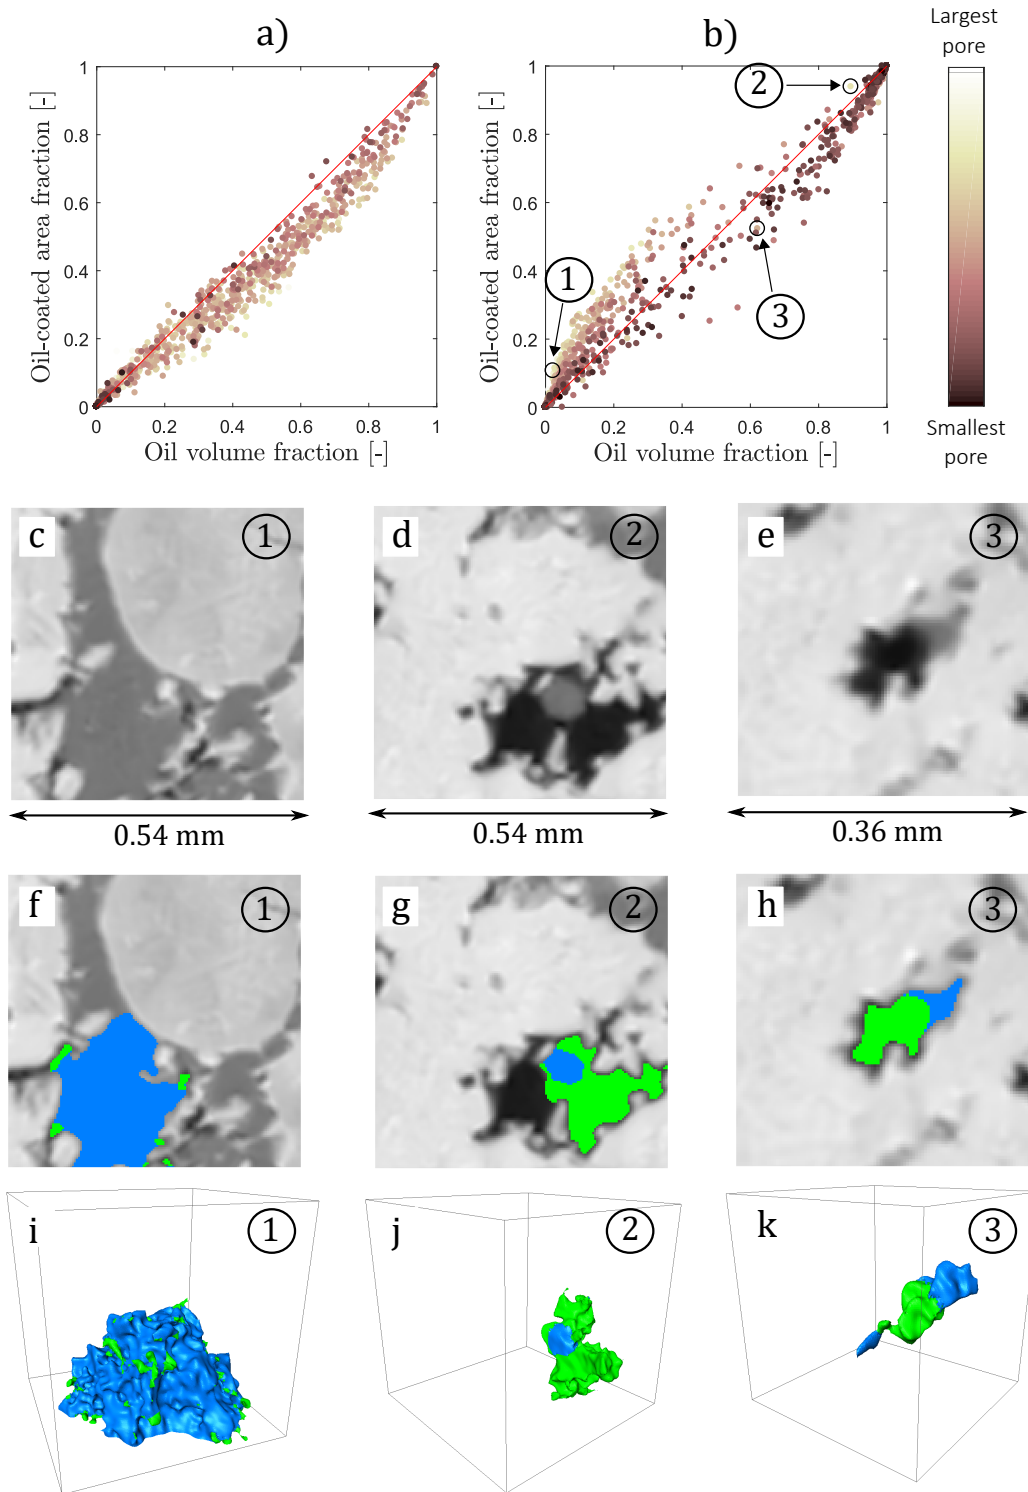 a)
b)
Largest
pore
Oil-coated area fraction [-]
1
0.8
0.6
0.4
0.2
0
0
0.2
0.4
0.6
0.8
1
Oil volume fraction [-]
Oil-coated area fraction [-]
1
0.8
0.6
0.4
0.2
0
0
0.2
0.4
0.6
0.8
1
Oil volume fraction [-]
2
1
3
Smallest
pore
c
1
d
2
e
3
0.54 mm
0.54 mm
0.36 mm
f
1
g
2
h
3
i
1
j
2
k
3